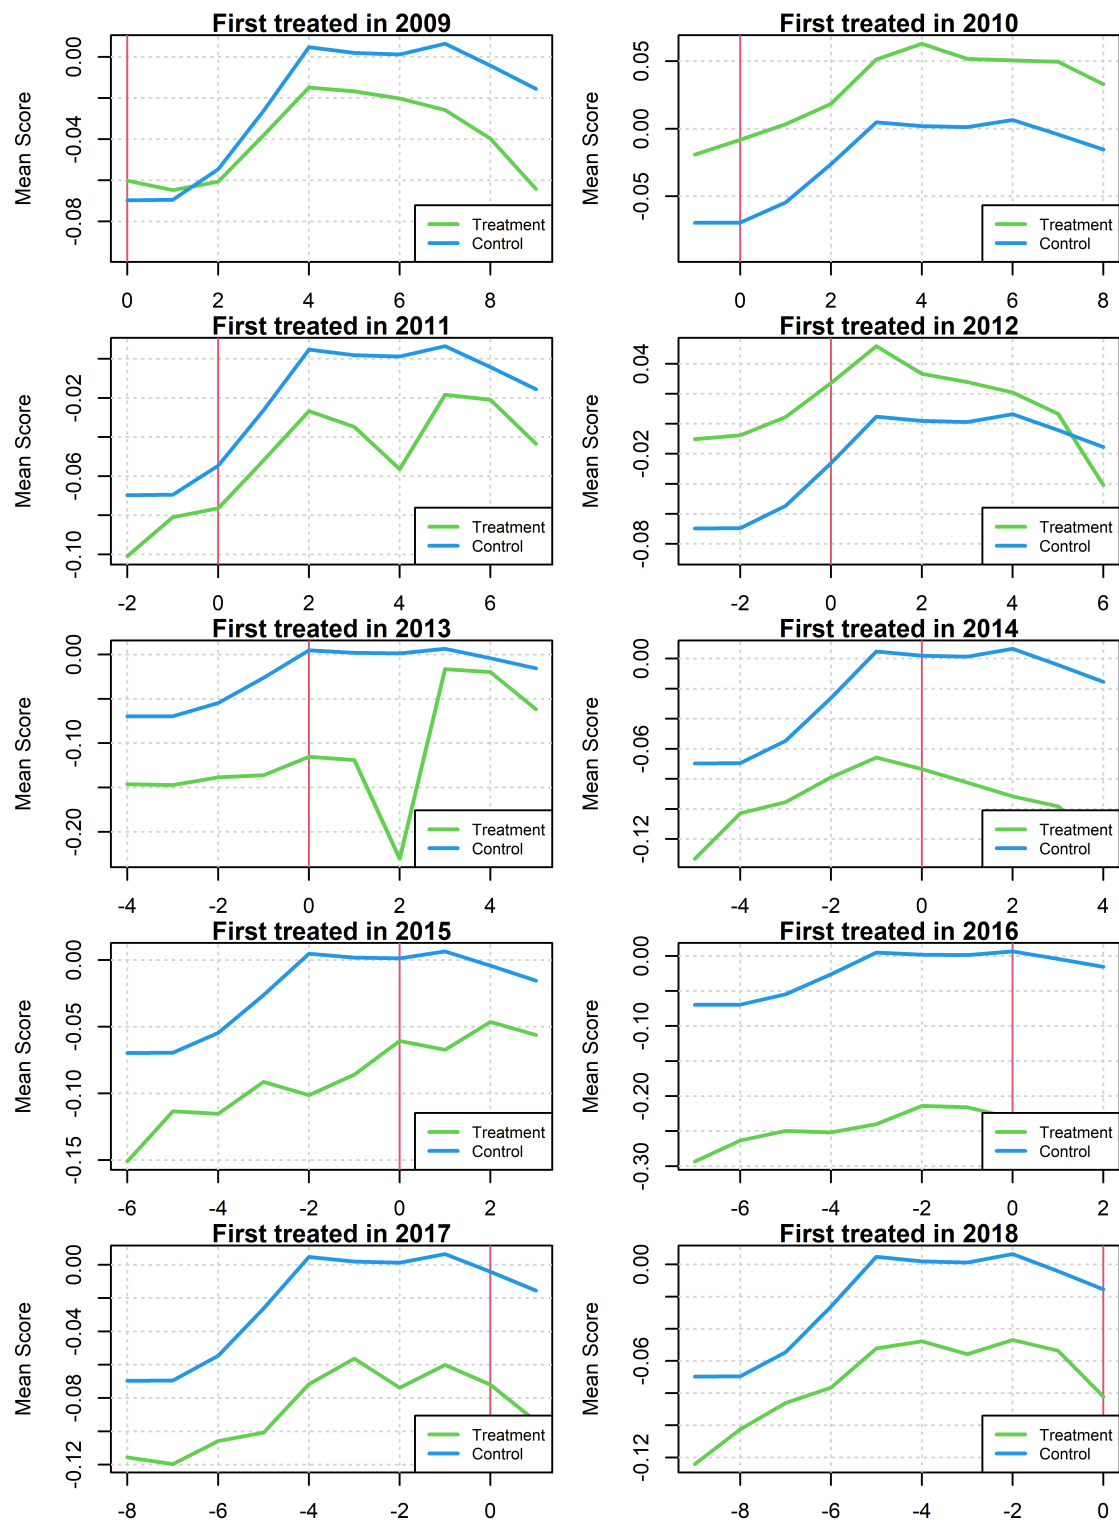 First treated in 2009
Mean Score
0.00
-0.04
-0.08
Treatment
Control
0 2 4 6 8
First treated in 2010
Mean Score
0.05
0.00
-0.05
Treatment
Control
0 2 4 6 8
First treated in 2011
Mean Score
-0.02
-0.06
-0.10
Treatment
Control
-2 0 2 4 6
First treated in 2012
Mean Score
0.04
-0.02
-0.08
Treatment
Control
-2 0 2 4 6
First treated in 2013
Mean Score
0.00
-0.10
-0.20
Treatment
Control
-4 -2 0 2 4
First treated in 2014
Mean Score
0.00
-0.06
-0.12
Treatment
Control
-4 -2 0 2 4
First treated in 2015
Mean Score
0.00
-0.05
-0.10
-0.15
Treatment
Control
-6 -4 -2 0 2
First treated in 2016
Mean Score
0.00
-0.10
-0.20
-0.30
Treatment
Control
-6 -4 -2 0 2
First treated in 2017
Mean Score
0.00
-0.04
-0.08
-0.12
Treatment
Control
-8 -6 -4 -2 0
First treated in 2018
Mean Score
0.00
-0.06
-0.12
Treatment
Control
-8 -6 -4 -2 0